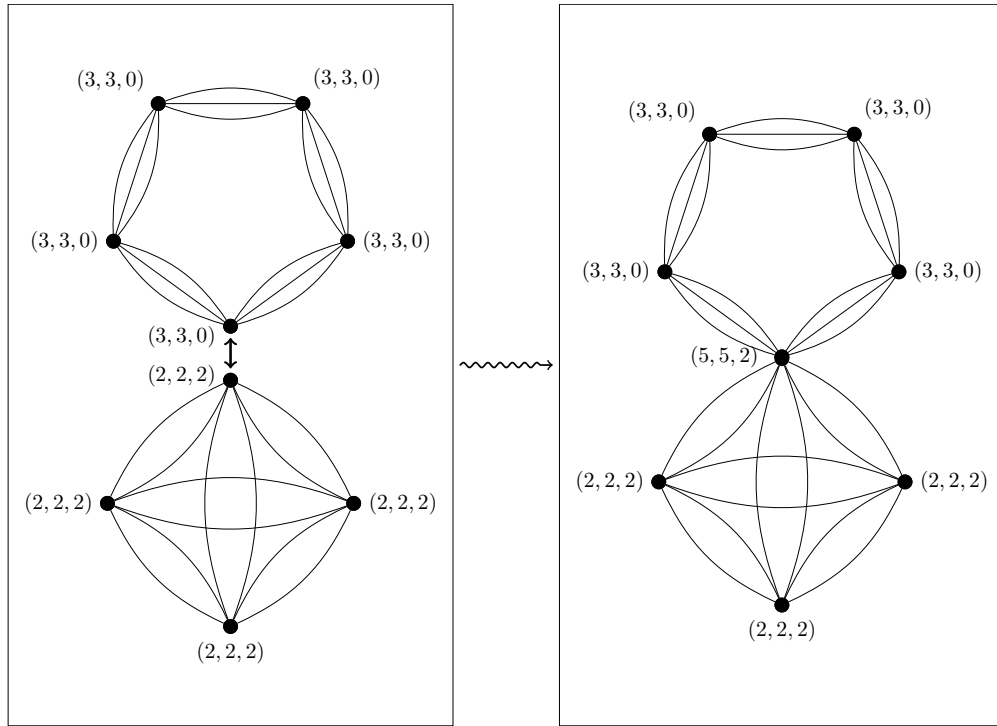 (3, 3, 0)
(3, 3, 0)
(3, 3, 0)
(3, 3, 0)
(3, 3, 0)
(2, 2, 2)
(2, 2, 2)
(2, 2, 2)
(2, 2, 2)
(3, 3, 0)
(3, 3, 0)
(3, 3, 0)
(3, 3, 0)
(5, 5, 2)
(2, 2, 2)
(2, 2, 2)
(2, 2, 2)